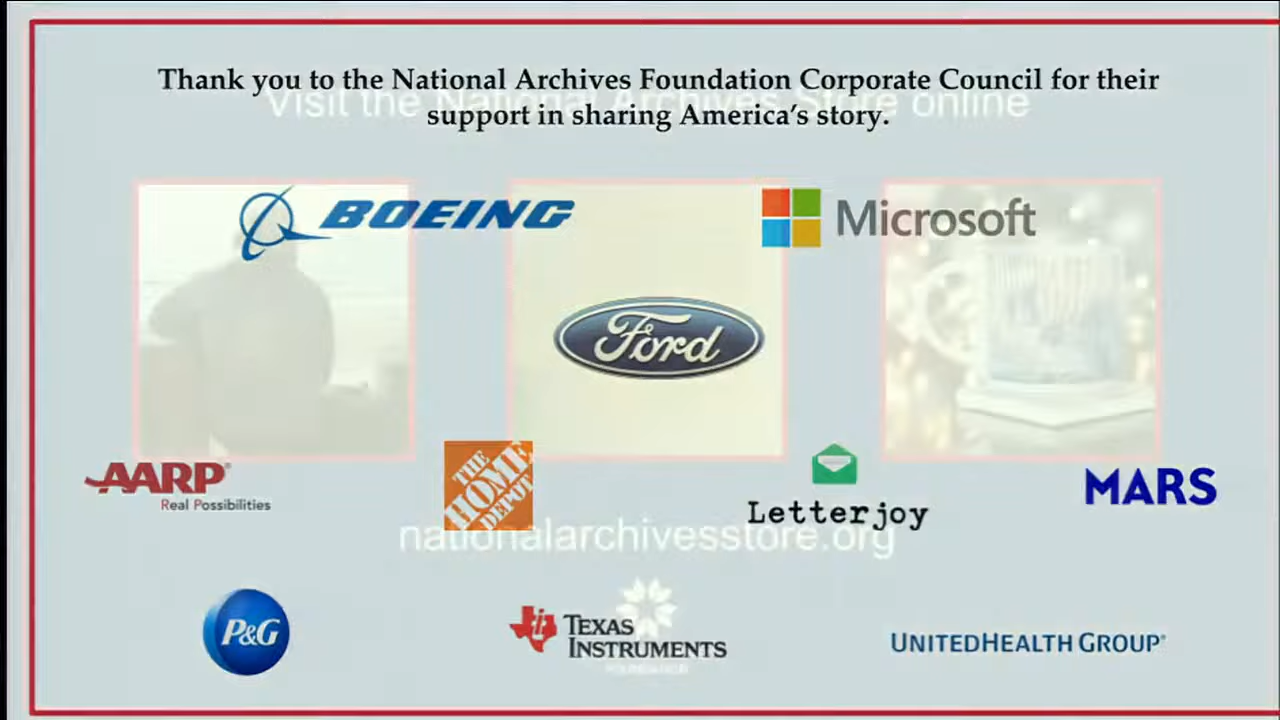 Thank you to the National Archives Foundation Corporate Council for their
Visit the National Archives Store online
support in sharing America's story.
BOEING
Microsoft
Ford
AARP®
Real Possibilities
THE
HOME
DEPOT
Letterjoy
MARS
nationalarchivesstore.org
P&G
TEXAS
INSTRUMENTS
UNITEDHEALTH GROUP®